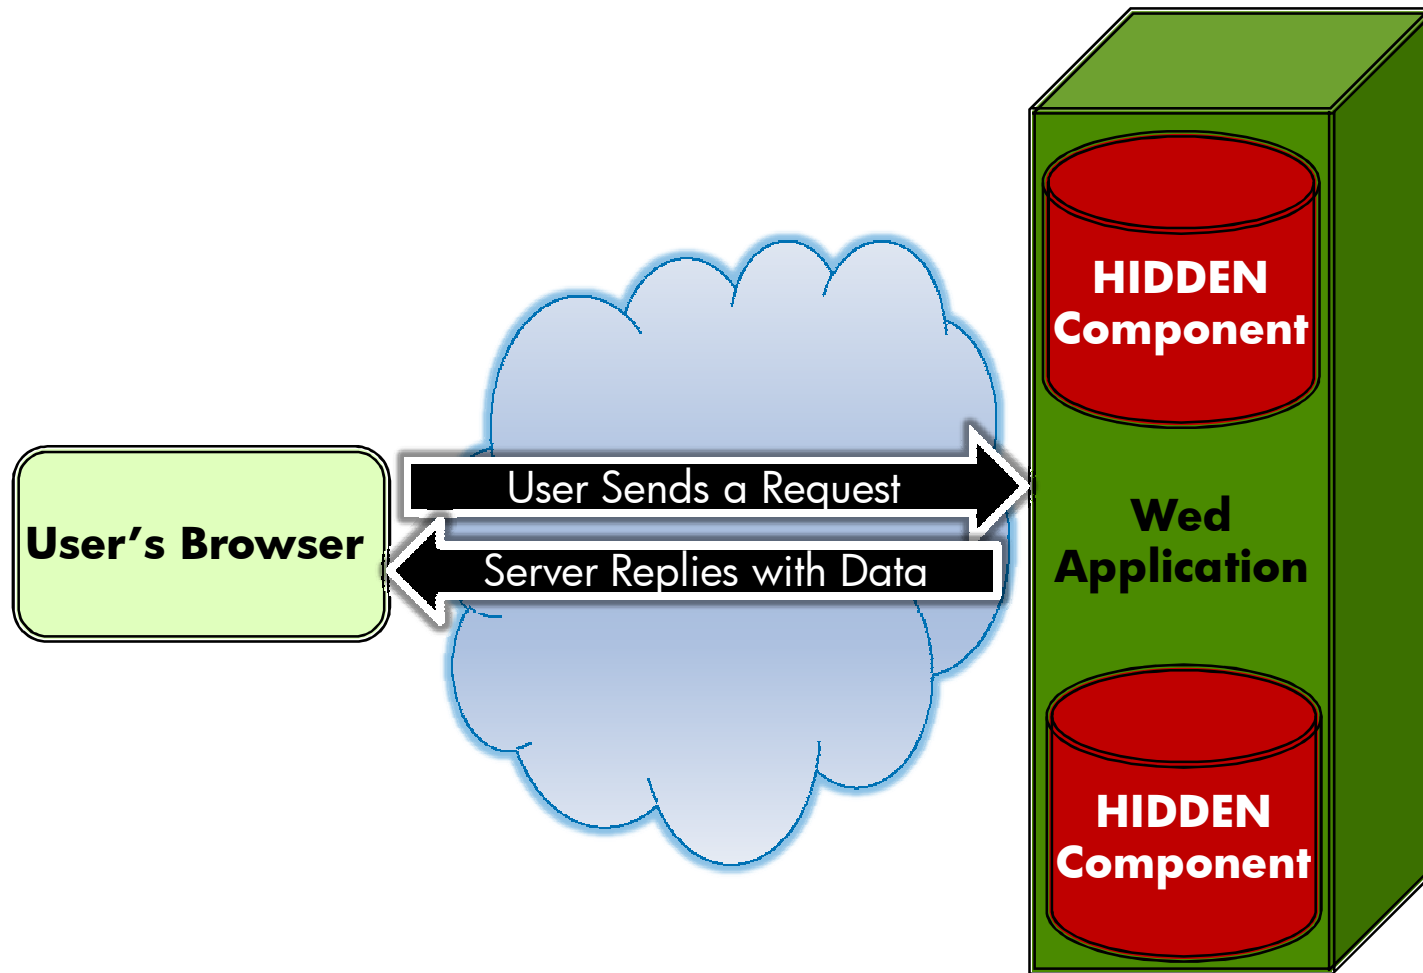 HIDDEN
Component
User Sends a Request
User’s Browser
Server Replies with Data
Wed
Application
HIDDEN
Component